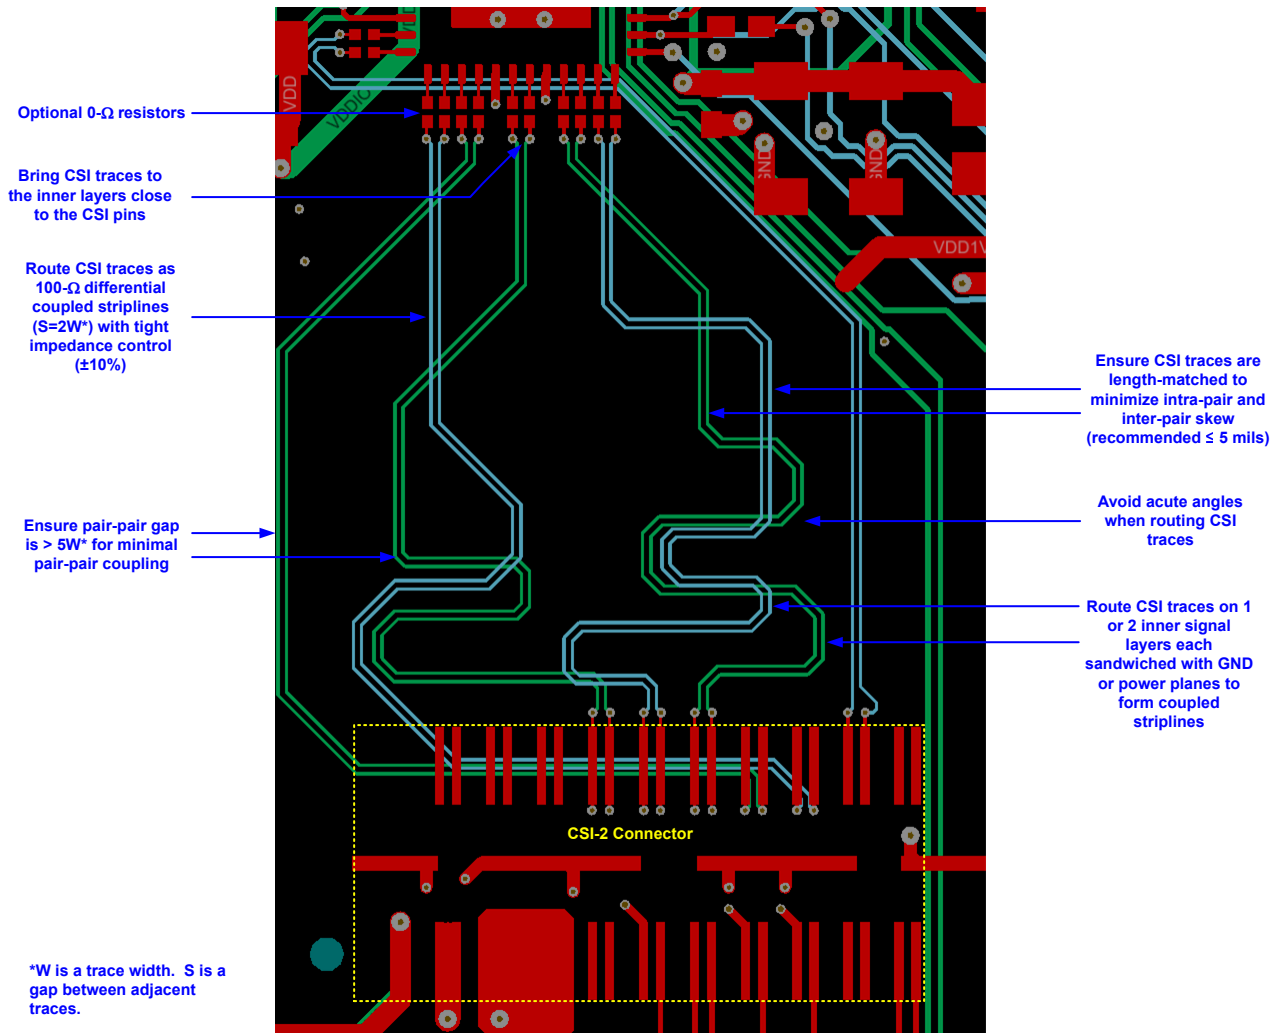 VDD
VDDIO
VDD
GND
GND
VDD1V
Optional 0-Ω resistors
Bring CSI traces to
the inner layers close
to the CSI pins
Route CSI traces as
100-Ω differential
coupled striplines
(S=2W*) with tight
impedance control
(±10%)
Ensure pair-pair gap
is > 5W* for minimal
pair-pair coupling
Ensure CSI traces are
length-matched to
minimize intra-pair and
inter-pair skew
(recommended ≤ 5 mils)
Avoid acute angles
when routing CSI
traces
Route CSI traces on 1
or 2 inner signal
layers each
sandwiched with GND
or power planes to
form coupled
striplines
CSI-2 Connector
*W is a trace width. S is a
gap between adjacent
traces.